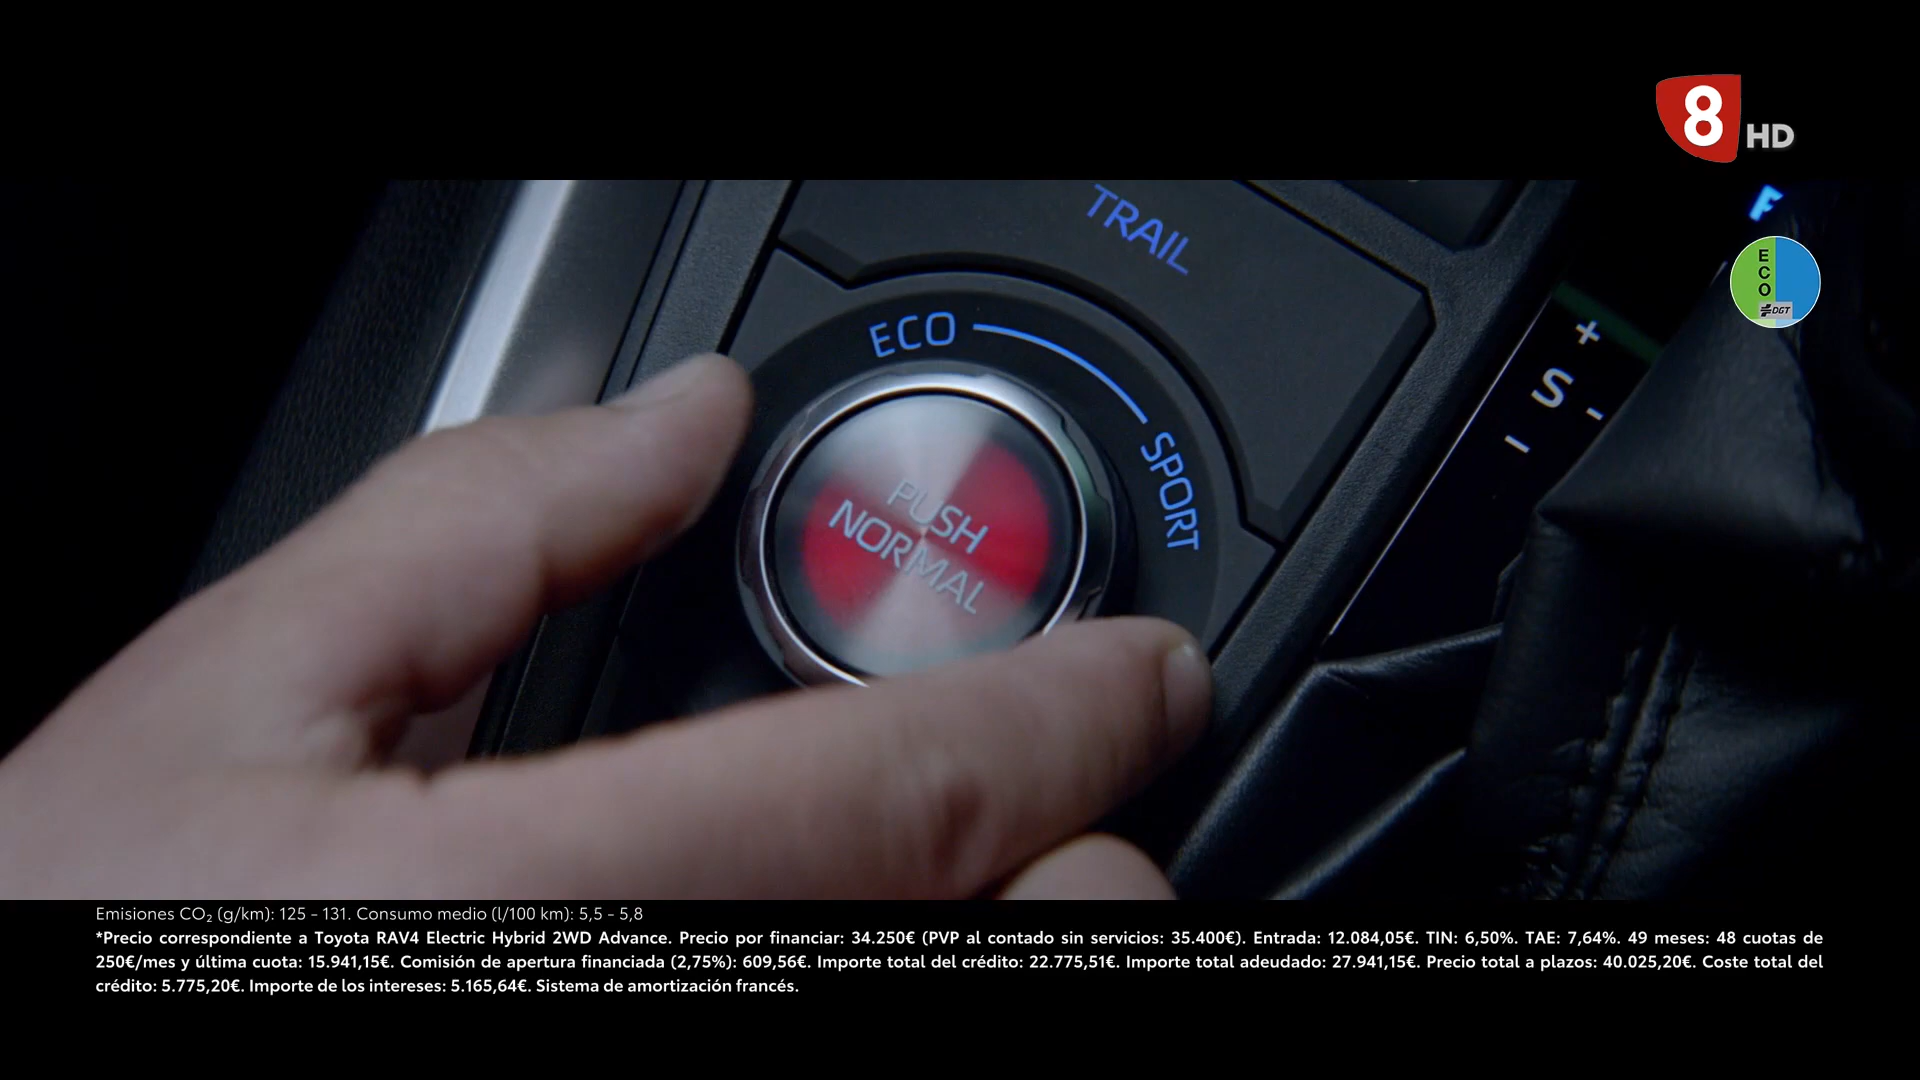 8 HD
TRAIL
F
ECO
DGT
ECO
SPORT
PUSH
NORMAL
+
S
-
-
Emisiones CO₂ (g/km): 125 - 131. Consumo medio (l/100 km): 5,5 - 5,8
*Precio correspondiente a Toyota RAV4 Electric Hybrid 2WD Advance. Precio por financiar: 34.250€ (PVP al contado sin servicios: 35.400€). Entrada: 12.084,05€. TIN: 6,50%. TAE: 7,64%. 49 meses: 48 cuotas de
250€/mes y última cuota: 15.941,15€. Comisión de apertura financiada (2,75%): 609,56€. Importe total del crédito: 22.775,51€. Importe total adeudado: 27.941,15€. Precio total a plazos: 40.025,20€. Coste total del
crédito: 5.775,20€. Importe de los intereses: 5.165,64€. Sistema de amortización francés.